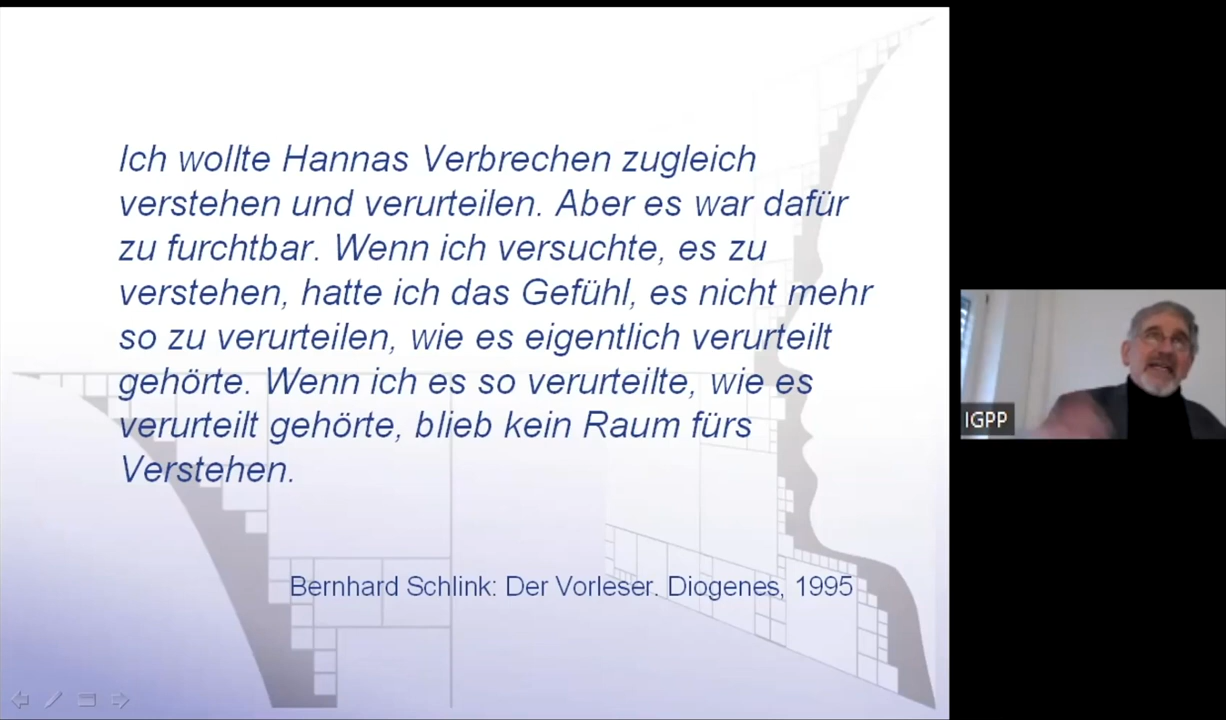 Ich wollte Hannas Verbrechen zugleich
verstehen und verurteilen. Aber es war dafür
zu furchtbar. Wenn ich versuchte, es zu
verstehen, hatte ich das Gefühl, es nicht mehr
so zu verurteilen, wie es eigentlich verurteilt
gehörte. Wenn ich es so verurteilte, wie es
verurteilt gehörte, blieb kein Raum fürs
Verstehen.
Bernhard Schlink: Der Vorleser. Diogenes, 1995
IGPP